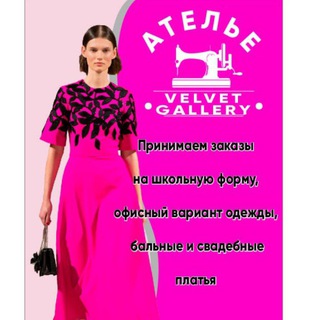 АТЕЛЬЕ
VELVET
• GALLERY •
Принимаем заказы
на школьную форму,
офисный вариант одежды,
бальные и свадебные
платья